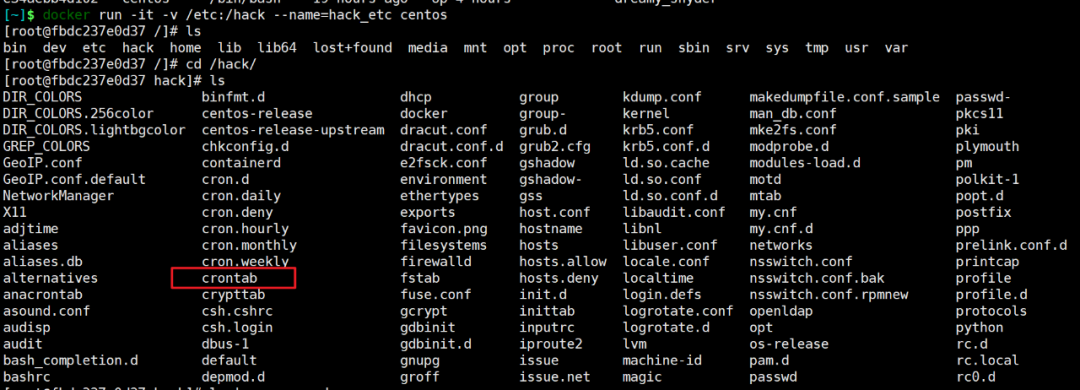 [~]$ docker run -it -v /etc:/hack --name=hack_etc centos
[root@fbdc237e0d37 /]# ls
bin dev etc hack home lib lib64 lost+found media mnt opt proc root run sbin srv sys tmp usr var
[root@fbdc237e0d37 /]# cd /hack/
[root@fbdc237e0d37 hack]# ls
DIR_COLORS binfmt.d dhcp group kdump.conf makedumpfile.conf.sample passwd-
DIR_COLORS.256color centos-release docker group- kernel man_db.conf pkcs11
DIR_COLORS.lightbgcolor centos-release-upstream dracut.conf grub.d krb5.conf mke2fs.conf pki
GREP_COLORS chkconfig.d dracut.conf.d grub2.cfg krb5.conf.d modprobe.d plymouth
GeoIP.conf containerd e2fsck.conf gshadow ld.so.cache modules-load.d pm
GeoIP.conf.default cron.d environment gshadow- ld.so.conf motd polkit-1
NetworkManager cron.daily ethertypes gss ld.so.conf.d mtab popt.d
X11 cron.deny exports host.conf libaudit.conf my.cnf postfix
adjtime cron.hourly favicon.png hostname libnl my.cnf.d ppp
aliases cron.monthly filesystems hosts libuser.conf networks prelink.conf.d
aliases.db cron.weekly firewalld hosts.allow locale.conf nsswitch.conf printcap
alternatives crontab fstab hosts.deny localtime nsswitch.conf.bak profile
anacrontab crypttab fuse.conf init.d login.defs nsswitch.conf.rpmnew profile.d
asound.conf csh.cshrc gcrypt inittab logrotate.conf openldap protocols
audisp csh.login gdbinit inputrc logrotate.d opt python
audit dbus-1 gdbinit.d iproute2 lvm os-release rc.d
bash_completion.d default gnupg issue machine-id pam.d rc.local
bashrc depmod.d groff issue.net magic passwd rc0.d